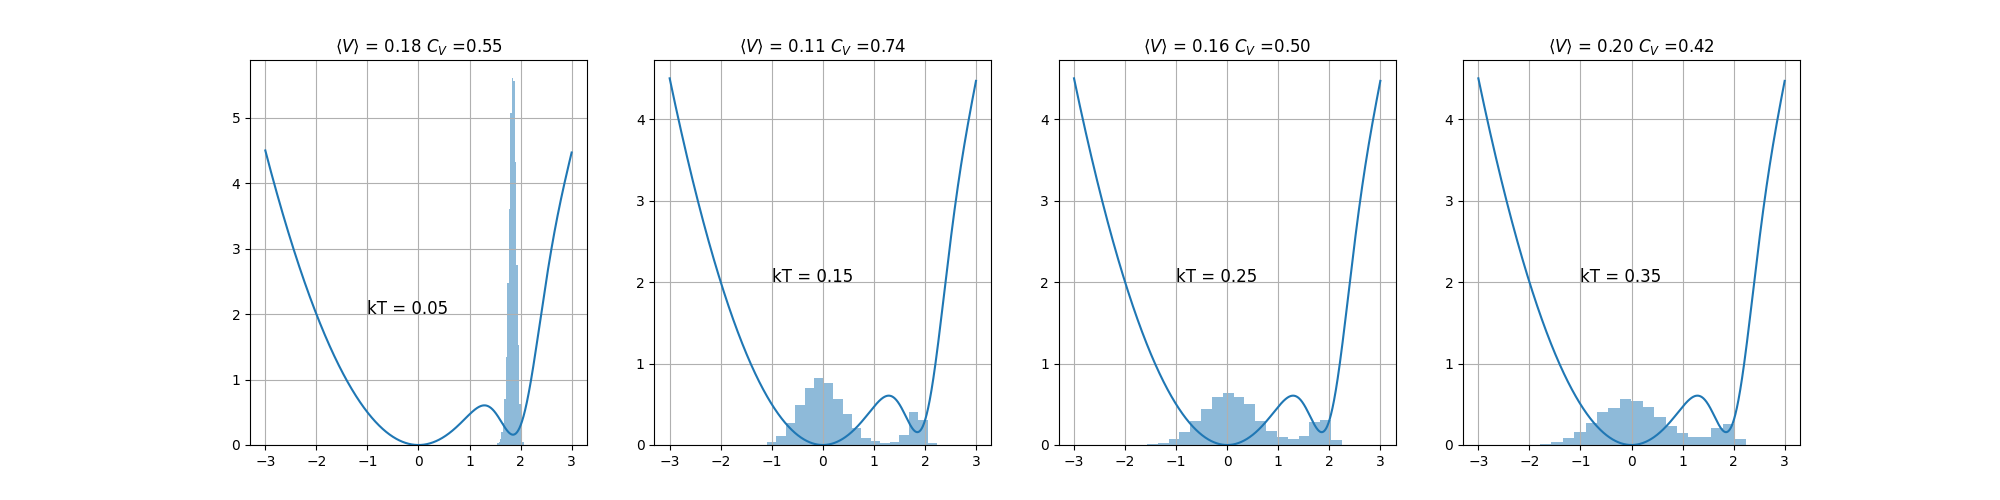 ⟨V⟩ = 0.18 C_V =0.55
5
4
3
2
1
0
kT = 0.05
−3 −2 −1 0 1 2 3
⟨V⟩ = 0.11 C_V =0.74
4
3
2
1
0
kT = 0.15
−3 −2 −1 0 1 2 3
⟨V⟩ = 0.16 C_V =0.50
4
3
2
1
0
kT = 0.25
−3 −2 −1 0 1 2 3
⟨V⟩ = 0.20 C_V =0.42
4
3
2
1
0
kT = 0.35
−3 −2 −1 0 1 2 3